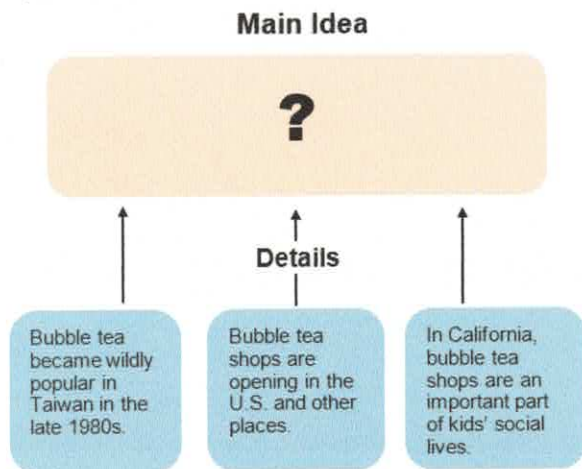 Main Idea
?
Details
Bubble tea
became wildly
popular in
Taiwan in the
late 1980s.
Bubble tea
shops are
opening in the
U.S. and other
places.
In California,
bubble tea
shops are an
important part
of kids' social
lives.